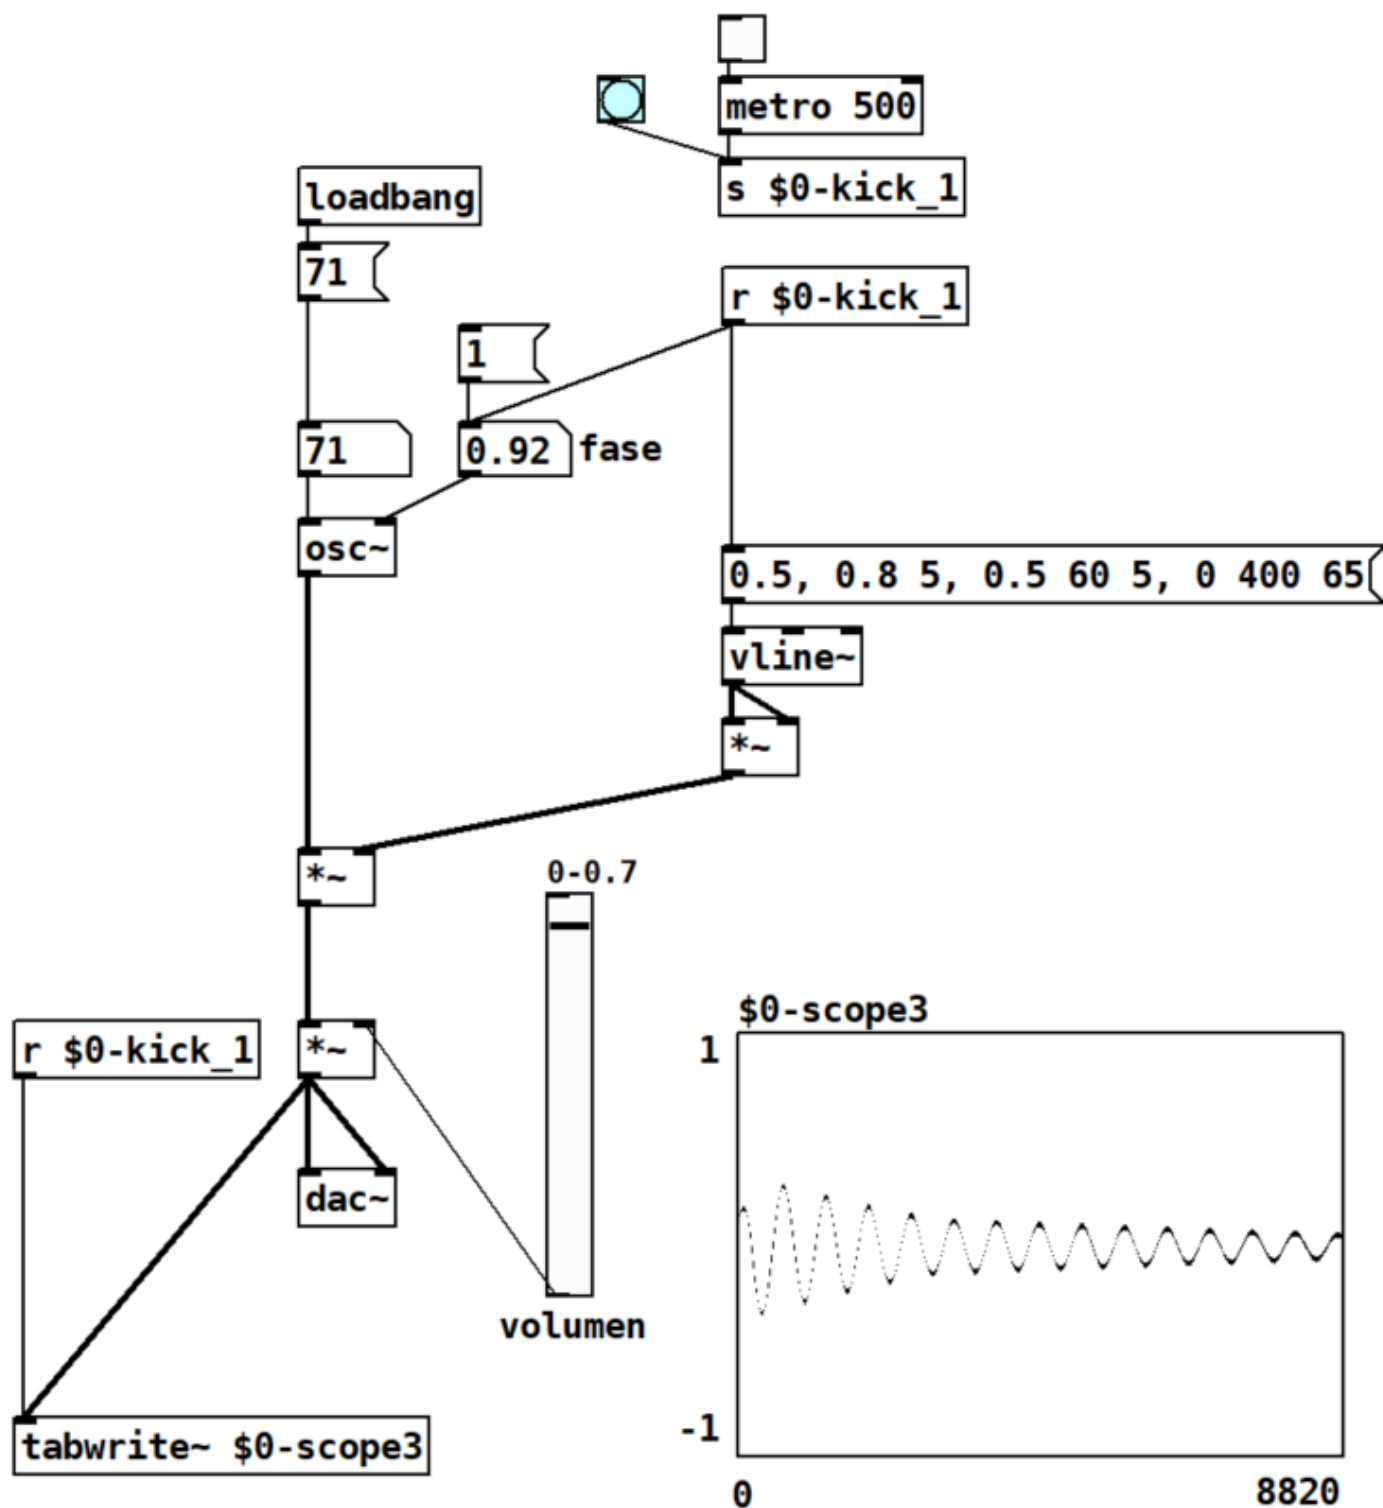 metro 500
s $0-kick_1
loadbang
71
r $0-kick_1
1
71
0.92
fase
osc~
0.5, 0.8 5, 0.5 60 5, 0 400 65
vline~
*~
*~
0-0.7
r $0-kick_1
*~
dac~
volumen
tabwrite~ $0-scope3
$0-scope3
1
-1
0
8820